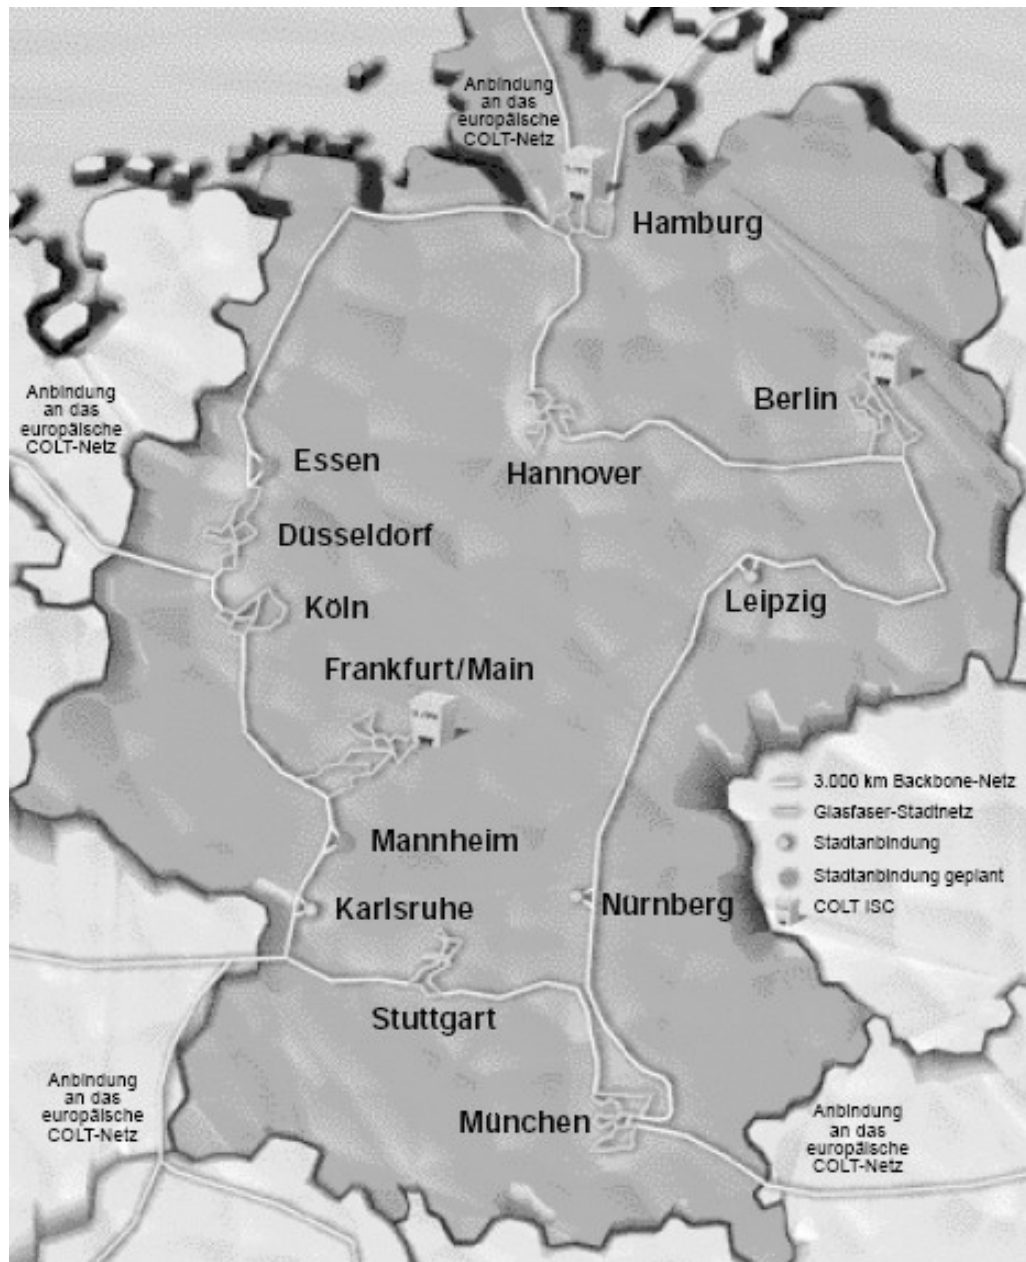 Anbindung
an das
europäische
COLT-Netz
Hamburg
Anbindung
an das
europäische
COLT-Netz
Berlin
Essen
Hannover
Düsseldorf
Leipzig
Köln
Frankfurt/Main
3.000 km Backbone-Netz
Glasfaser-Stadtnetz
Stadtanbindung
Stadtanbindung geplant
COLT ISC
Mannheim
Karlsruhe
Nürnberg
Stuttgart
Anbindung
an das
europäische
COLT-Netz
München
Anbindung
an das
europäische
COLT-Netz